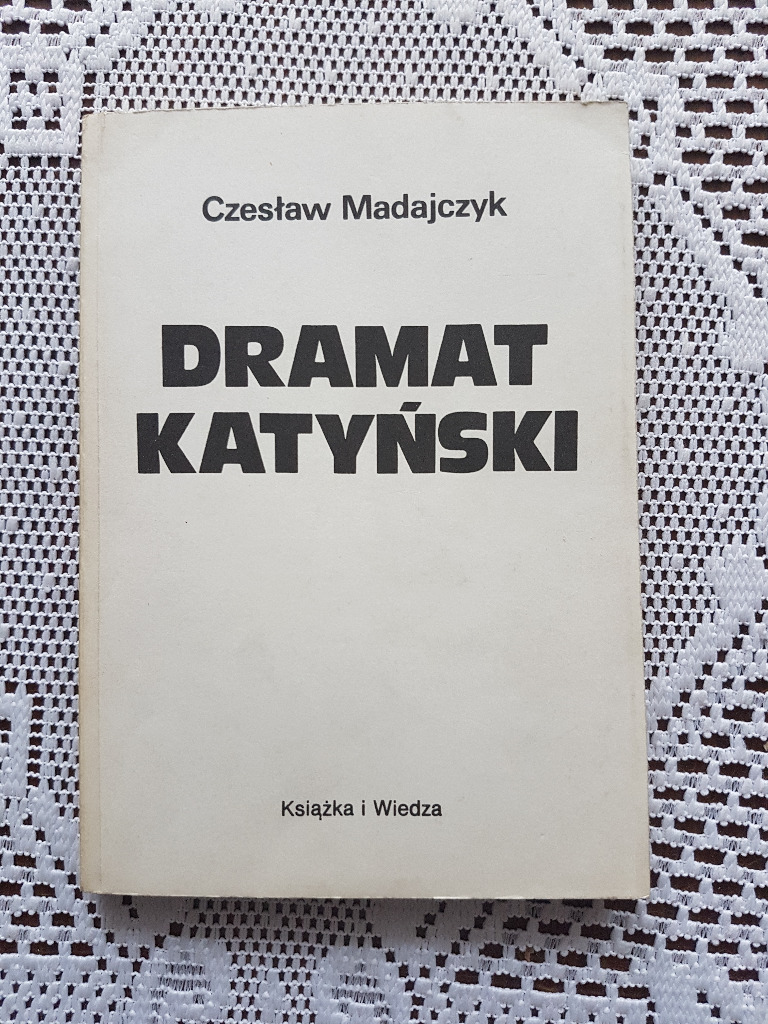 Czesław Madajczyk
DRAMAT
KATYŃSKI
Książka i Wiedza